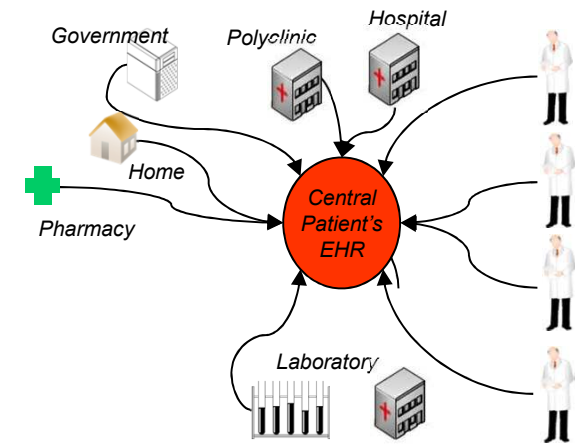 Hospital
Government
Polyclinic
Home
Central
Patient's
EHR
Pharmacy
Laboratory